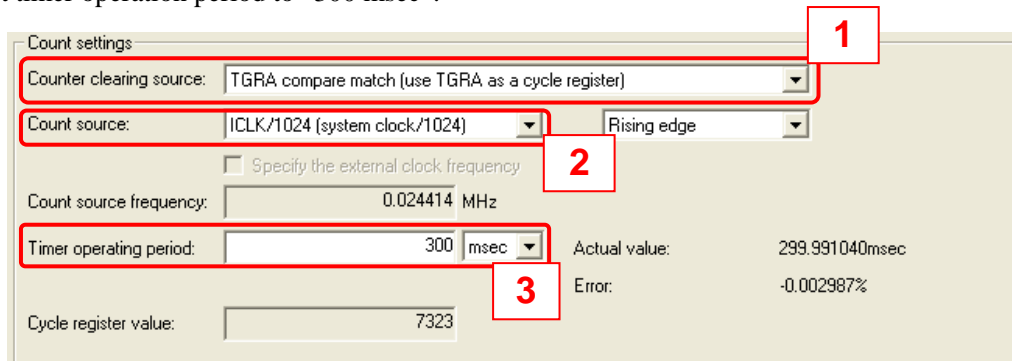 timer operation period to "300 msec".
Count settings
1
Counter clearing source: TGRA compare match (use TGRA as a cycle register)
Count source: ICLK/1024 (system clock/1024) Rising edge
2
Specify the external clock frequency
Count source frequency: 0.024414 MHz
Timer operating period: 300 msec Actual value: 299.991040msec
3
Error: -0.002987%
Cycle register value: 7323